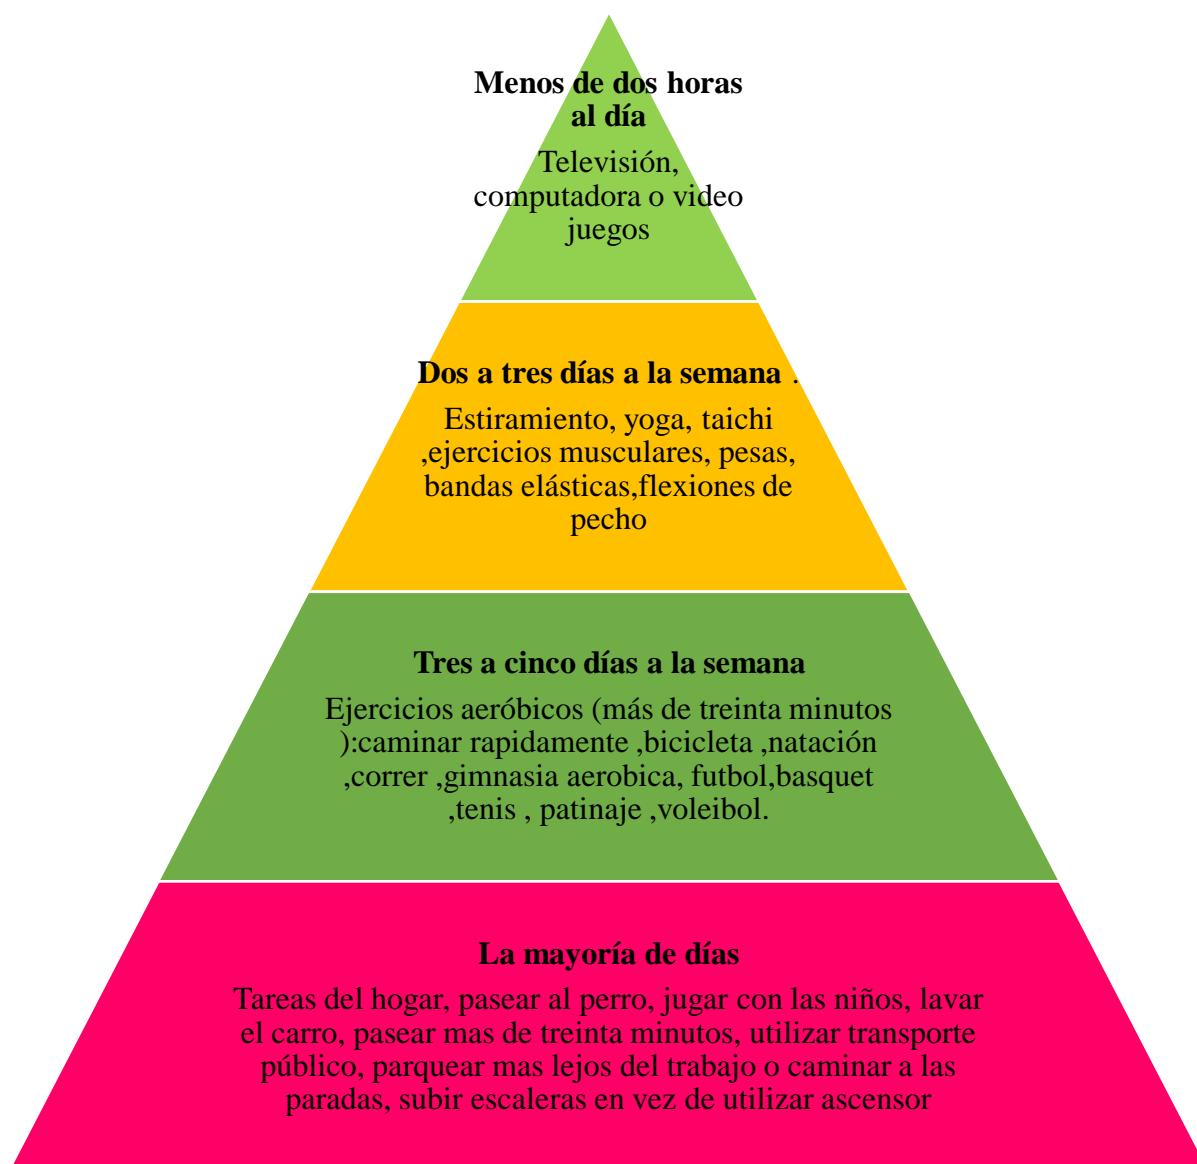 Menos de dos horas
al día
Televisión,
computadora o video
juegos
Dos a tres días a la semana .
Estiramiento, yoga, taichi
,ejercicios musculares, pesas,
bandas elásticas,flexiones de
pecho
Tres a cinco días a la semana
Ejercicios aeróbicos (más de treinta minutos
):caminar rapidamente ,bicicleta ,natación
,correr ,gimnasia aerobica, futbol,basquet
,tenis , patinaje ,voleibol.
La mayoría de días
Tareas del hogar, pasear al perro, jugar con las niños, lavar
el carro, pasear mas de treinta minutos, utilizar transporte
público, parquear mas lejos del trabajo o caminar a las
paradas, subir escaleras en vez de utilizar ascensor